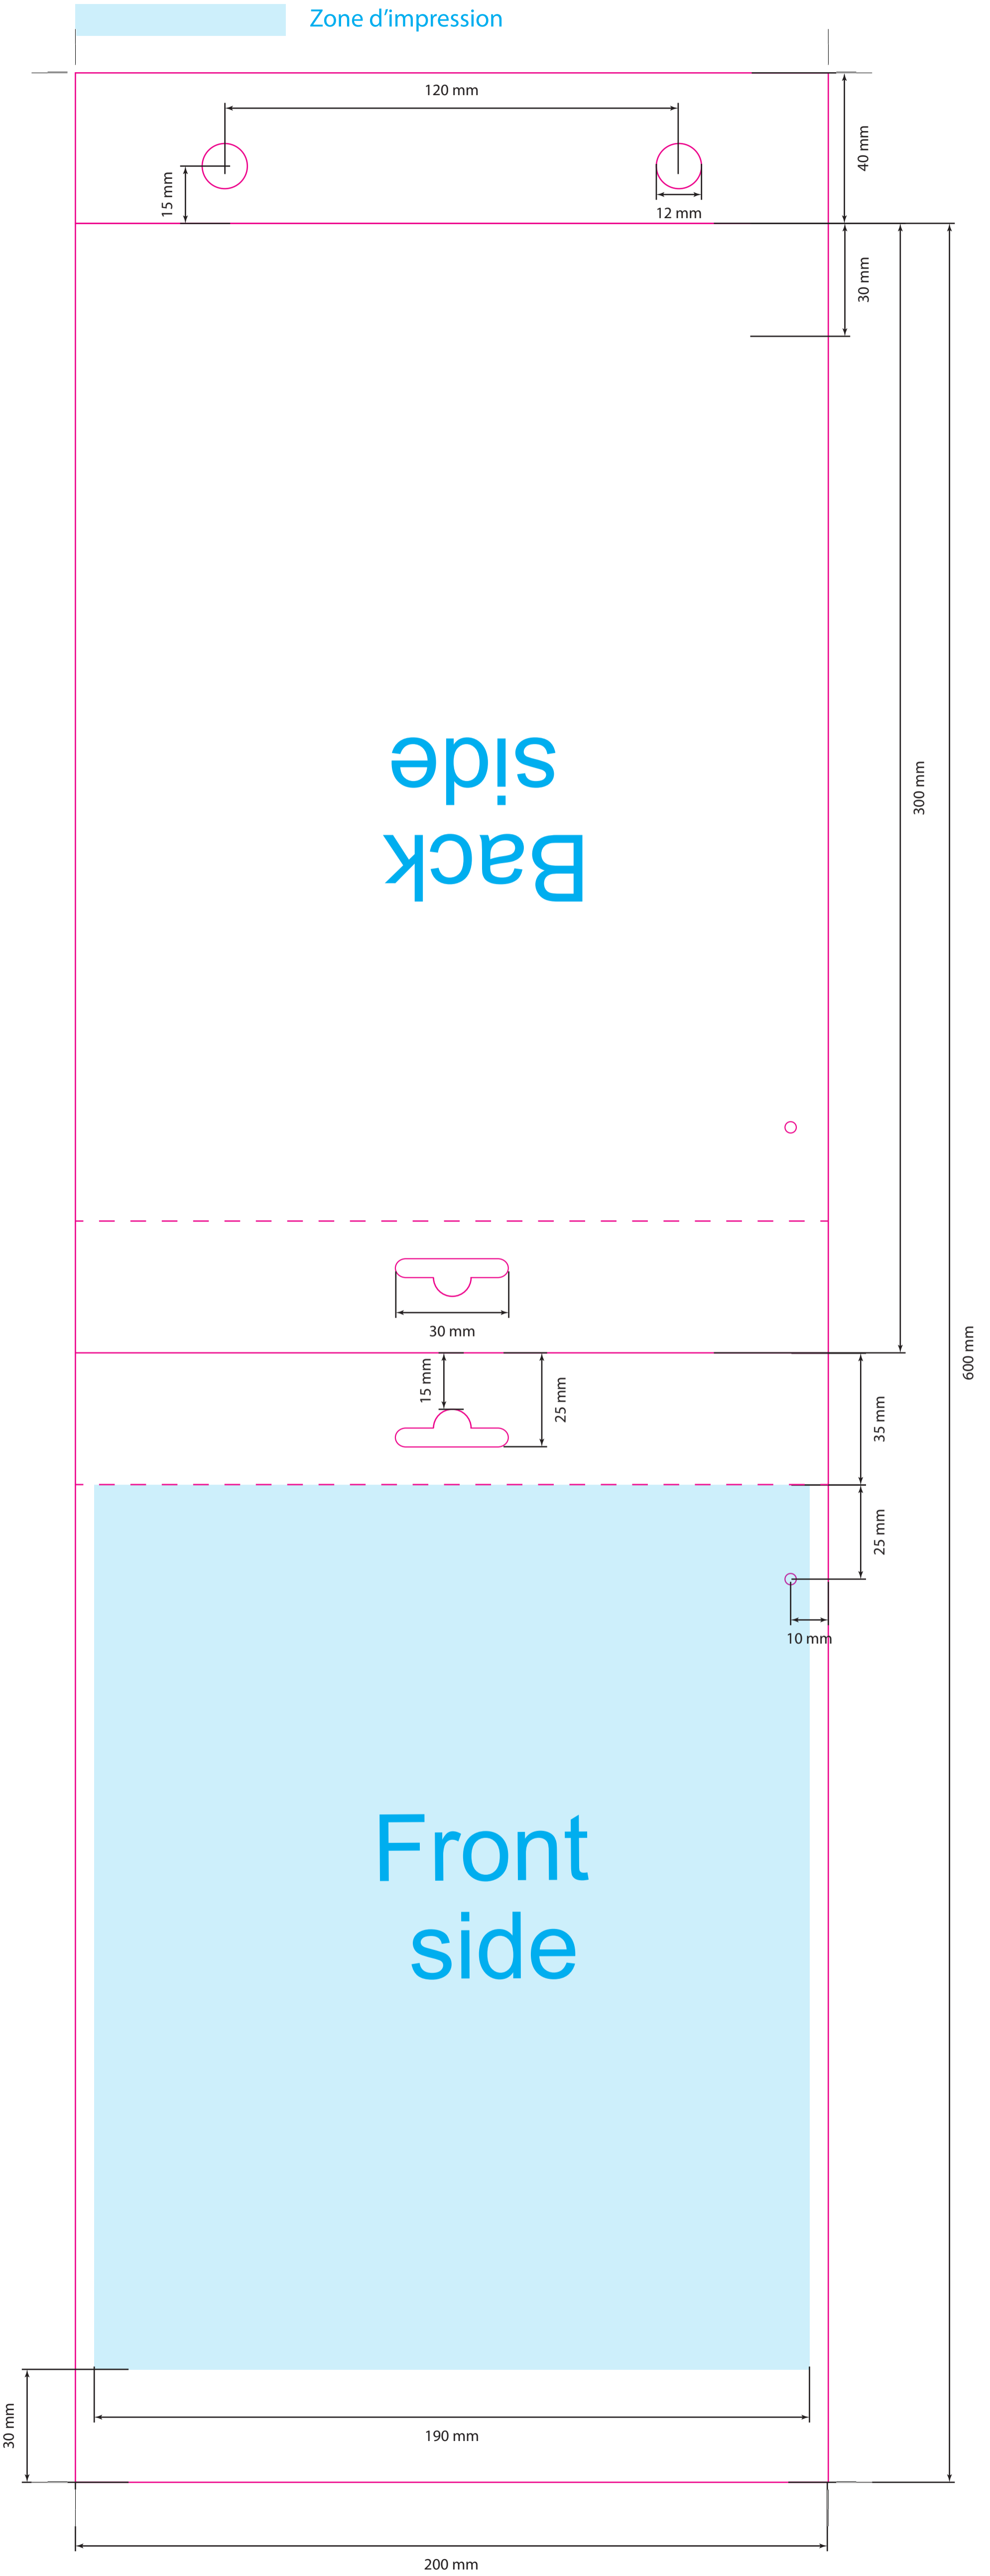 Zone d’impression
120 mm
40 mm
15 mm
12 mm
30 mm
Back
side
300 mm
30 mm
600 mm
15 mm
25 mm
35 mm
25 mm
10 mm
Front
side
30 mm
190 mm
200 mm